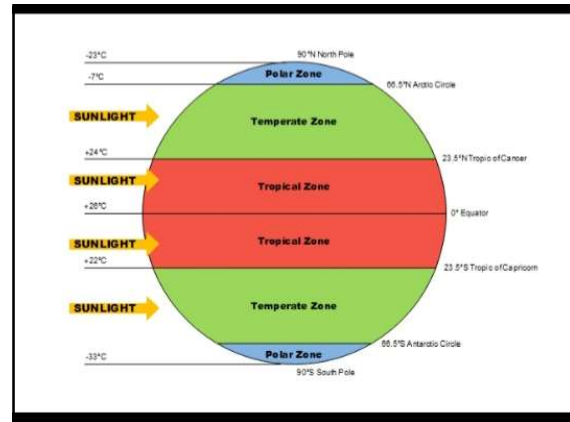 -23°C
90°N North Pole
Polar Zone
-7°C
66.5°N Arctic Circle
SUNLIGHT
Temperate Zone
+24°C
23.5°N Tropic of Cancer
SUNLIGHT
Tropical Zone
+26°C
0° Equator
SUNLIGHT
Tropical Zone
+22°C
23.5°S Tropic of Capricorn
SUNLIGHT
Temperate Zone
66.5°S Antarctic Circle
Polar Zone
-33°C
90°S South Pole